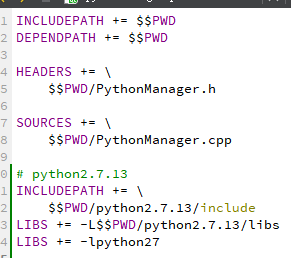 1 INCLUDEPATH += $$PWD
2 DEPENDPATH += $$PWD
3
4 HEADERS += \
5     $$PWD/PythonManager.h
6
7 SOURCES += \
8     $$PWD/PythonManager.cpp
9
0 # python2.7.13
1 INCLUDEPATH += \
2     $$PWD/python2.7.13/include
3 LIBS += -L$$PWD/python2.7.13/libs
4 LIBS += -lpython27